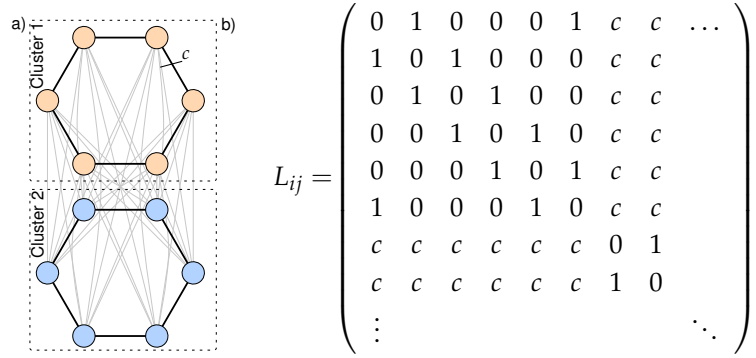 a)
Cluster 1
c
Cluster 2
b)
L_{ij} =
0 1 0 0 0 1 c c …
1 0 1 0 0 0 c c
0 1 0 1 0 0 c c
0 0 1 0 1 0 c c
0 0 0 1 0 1 c c
1 0 0 0 1 0 c c
c c c c c c 0 1
c c c c c c 1 0
⋮ ⋱